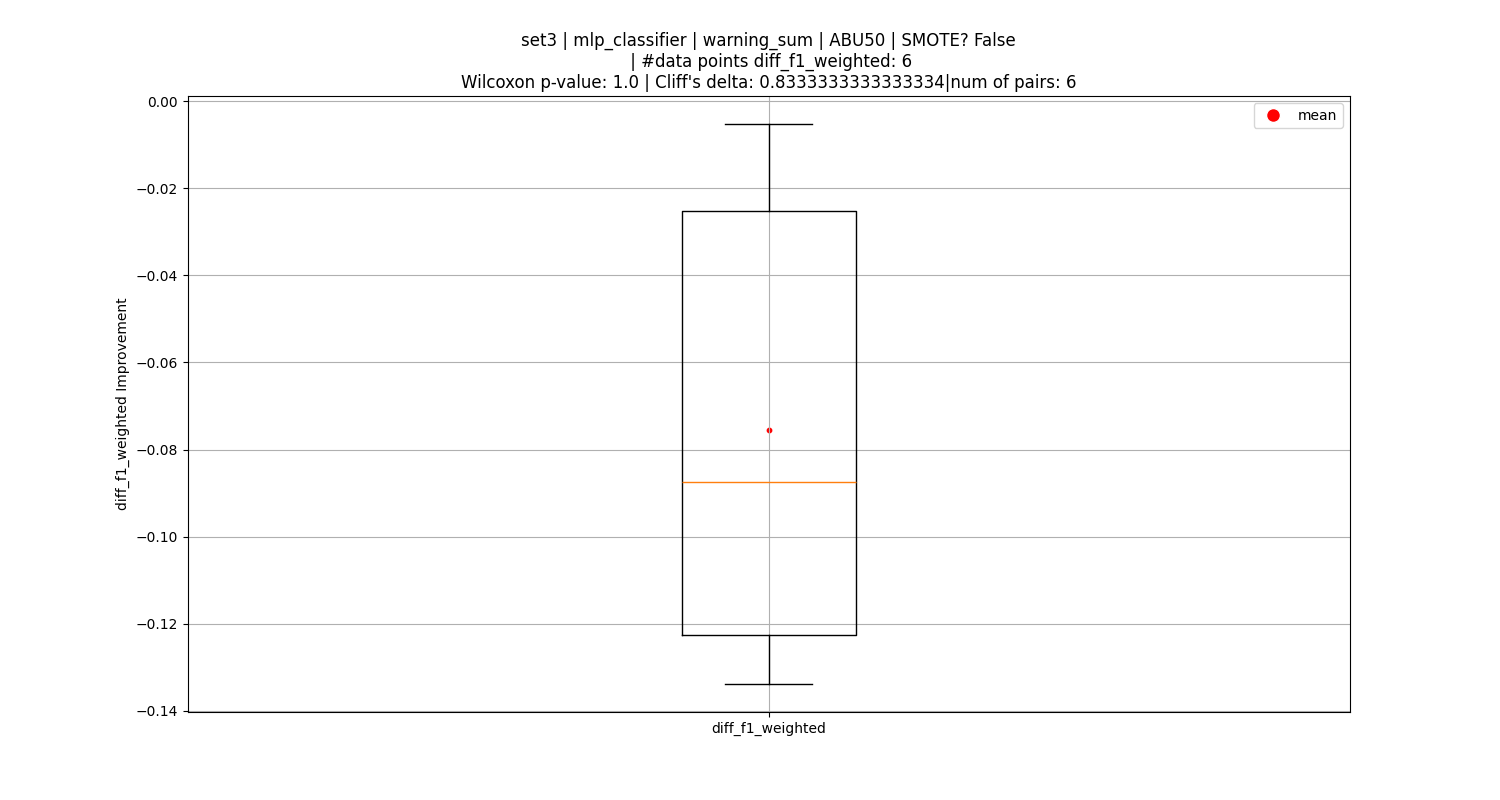 set3 | mlp_classifier | warning_sum | ABU50 | SMOTE? False
| #data points diff_f1_weighted: 6
Wilcoxon p-value: 1.0 | Cliff's delta: 0.8333333333333334|num of pairs: 6
mean
0.00
−0.02
−0.04
−0.06
−0.08
−0.10
−0.12
−0.14
diff_f1_weighted Improvement
diff_f1_weighted